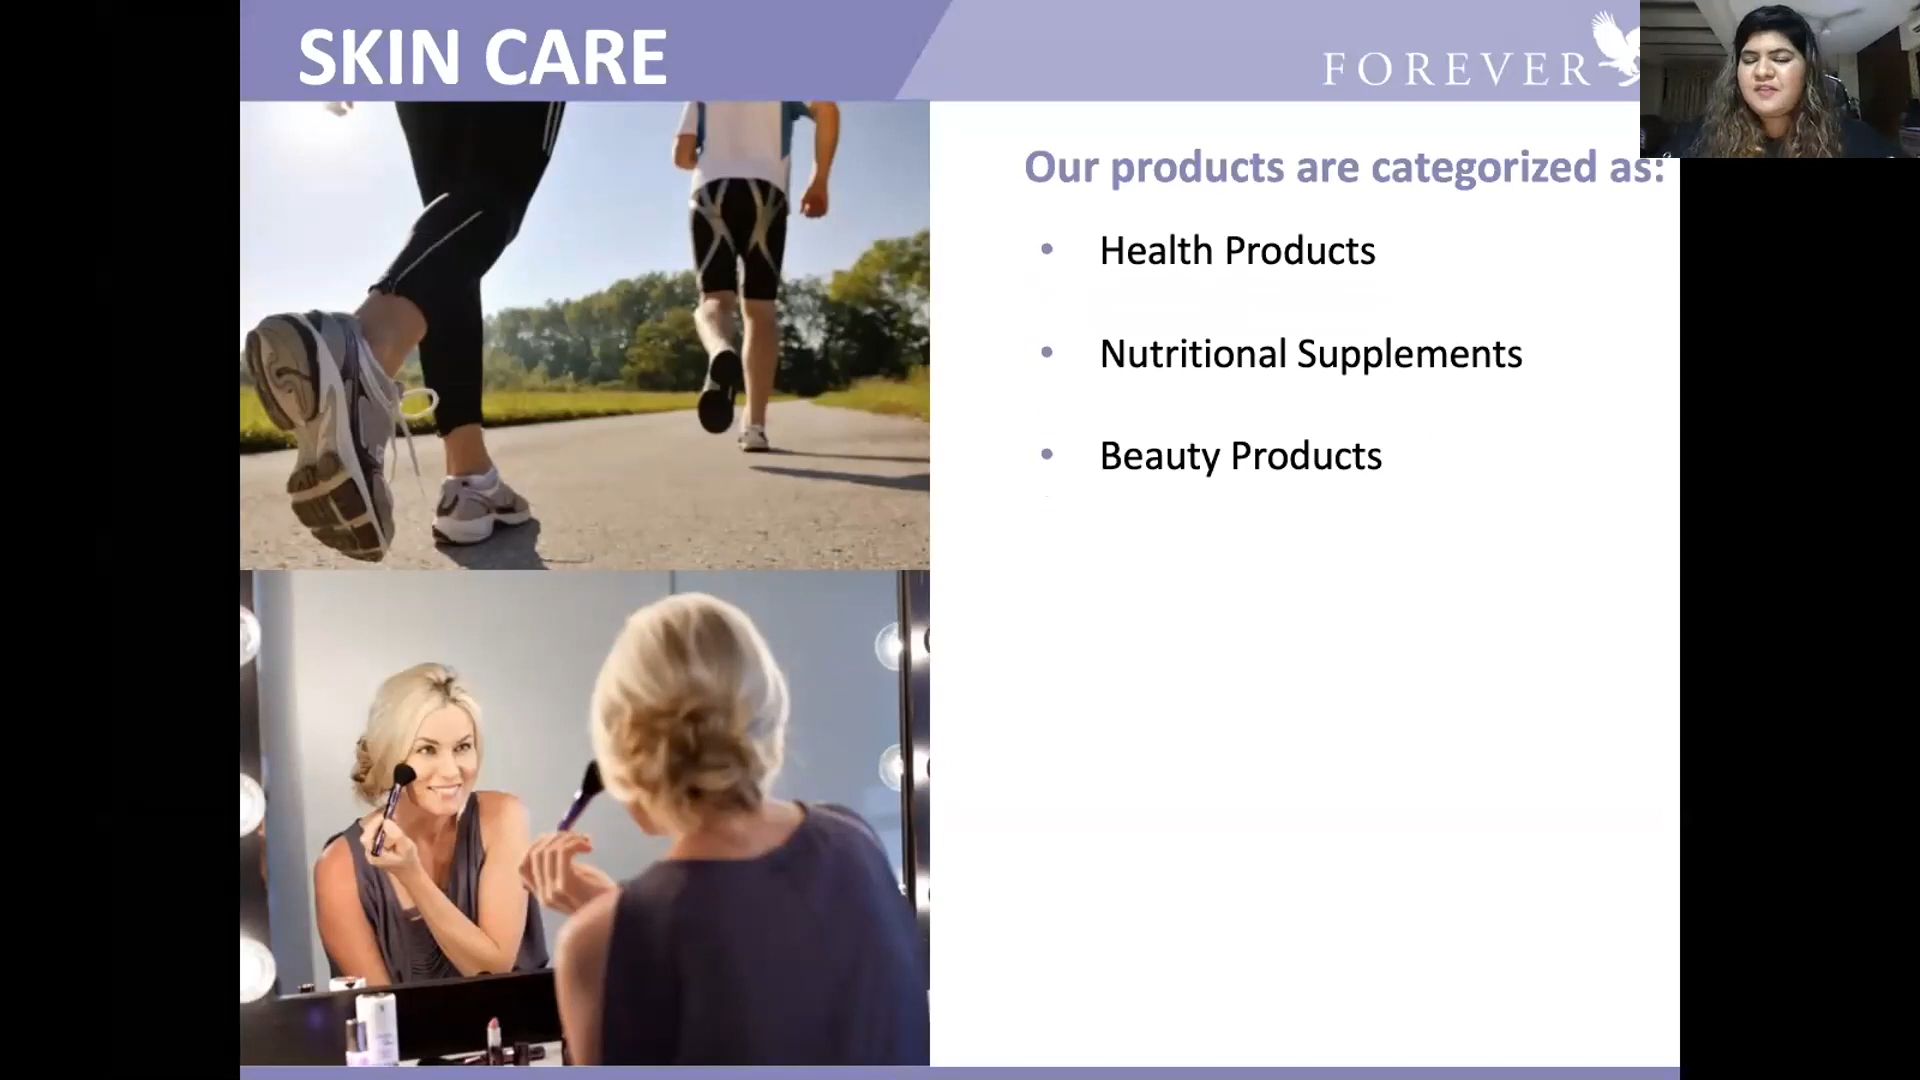 SKIN CARE
FOREVER
Our products are categorized as:
• Health Products
• Nutritional Supplements
• Beauty Products